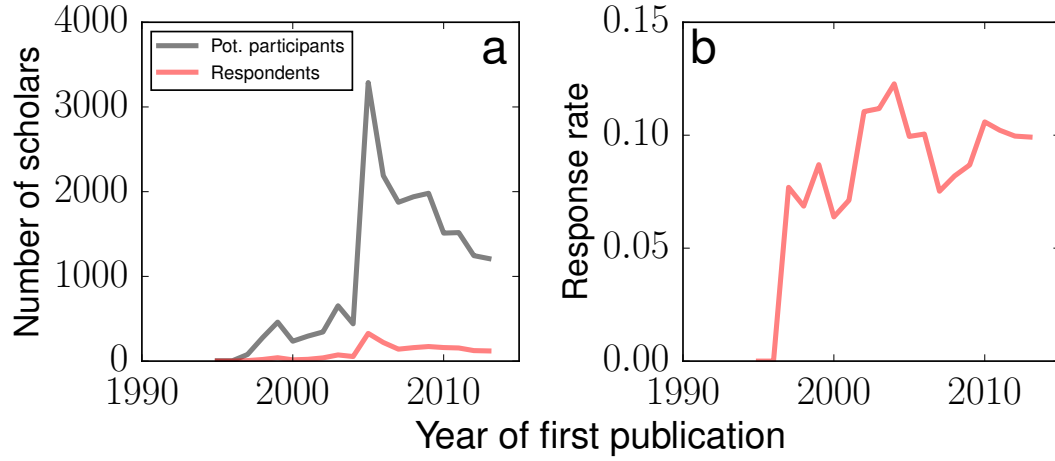 Number of scholars
4000
3000
2000
1000
0
1990
2000
2010
Pot. participants
Respondents
a
Response rate
0.15
0.10
0.05
0.00
1990
2000
2010
b
Year of first publication